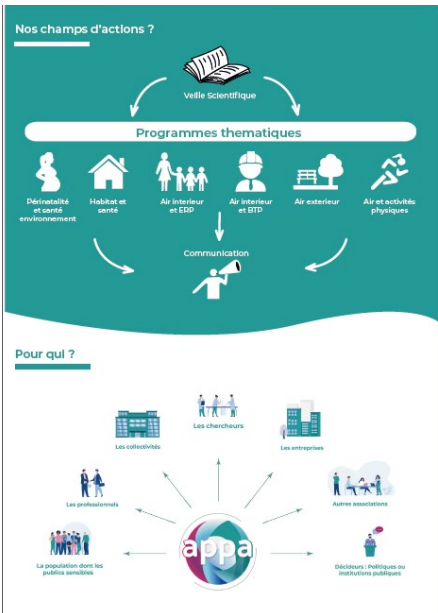 Nos champs d'actions ?
Veille Scientifique
Programmes thematiques
Périnatalité
et santé
environnement
Habitat et
santé
Air interieur
et ERP
Air interieur
et BTP
Air exterieur
Air et activités
physiques
Communication
Pour qui ?
Les chercheurs
Les collectivités
Les entreprises
Les professionnels
Autres associations
appa
La population dont les
publics sensibles
Décideurs : Politiques ou
institutions publiques